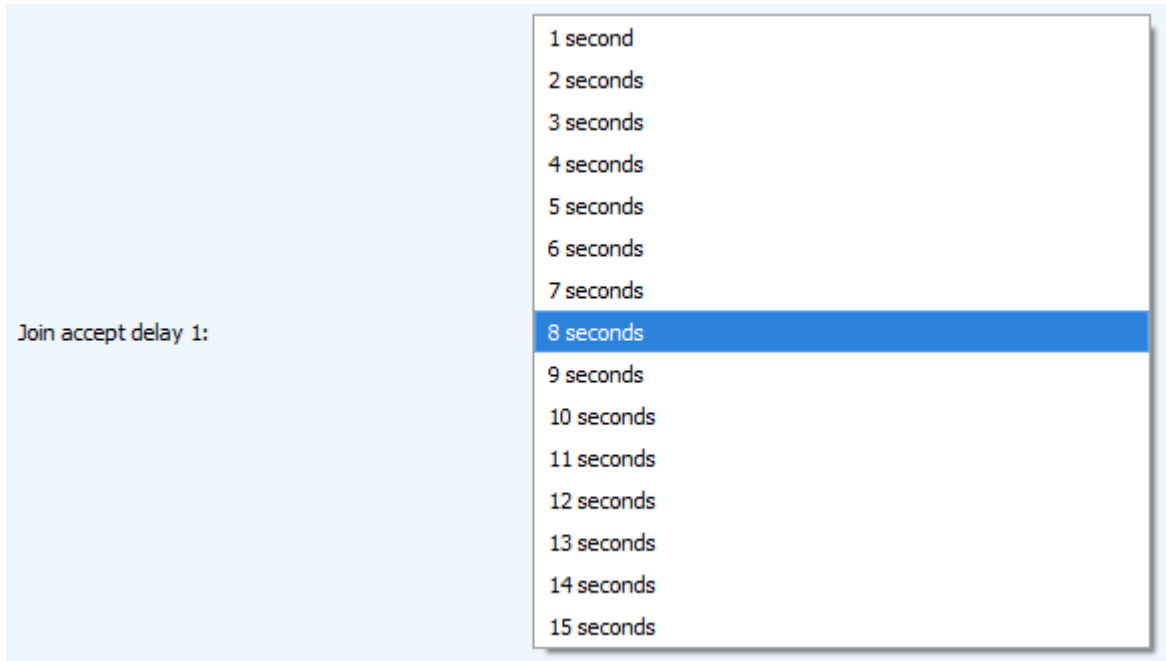 1 second
2 seconds
3 seconds
4 seconds
5 seconds
6 seconds
7 seconds
Join accept delay 1:
8 seconds
9 seconds
10 seconds
11 seconds
12 seconds
13 seconds
14 seconds
15 seconds